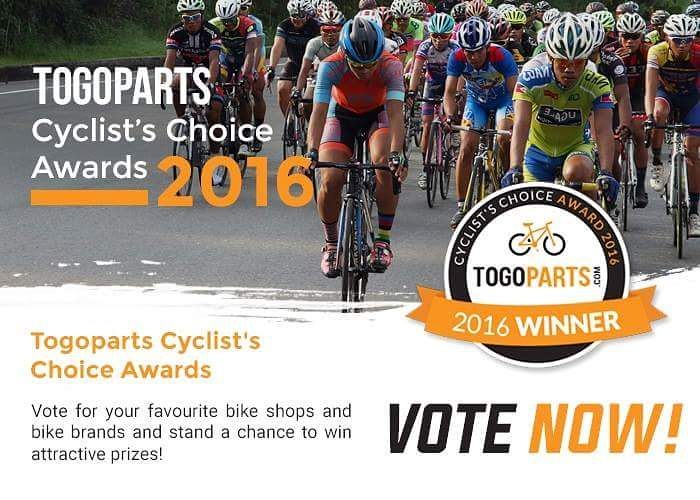 TOGOPARTS
Cyclist's Choice
Awards 2016
CYCLIST'S CHOICE AWARD 2016
TOGOPARTS.COM
2016 WINNER
Togoparts Cyclist's
Choice Awards
Vote for your favourite bike shops and
bike brands and stand a chance to win
attractive prizes!
VOTE NOW!